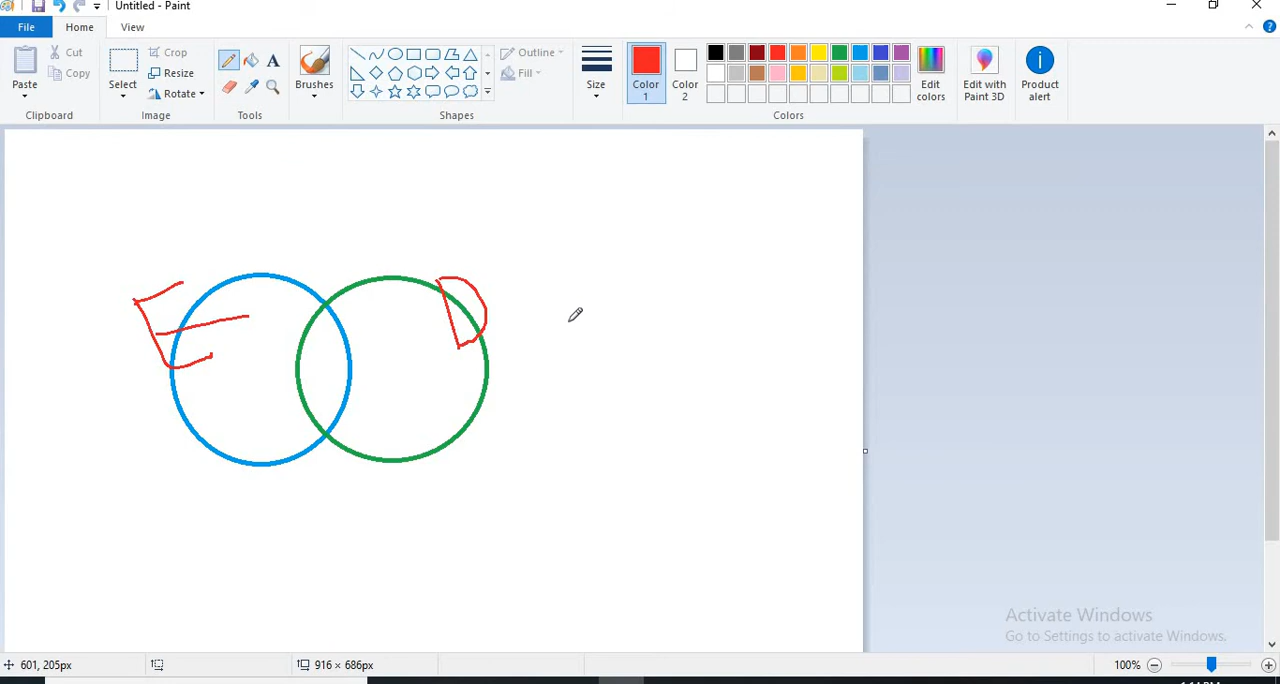 Untitled - Paint
File Home View
Paste
Cut
Copy
Clipboard
Select
Crop
Resize
Rotate
Image
A
Tools
Brushes
Shapes
Outline
Fill
Size
Color 1
Color 2
Edit colors
Colors
Edit with Paint 3D
Product alert
E D
Activate Windows
Go to Settings to activate Windows.
601, 205px 916 × 686px 100%